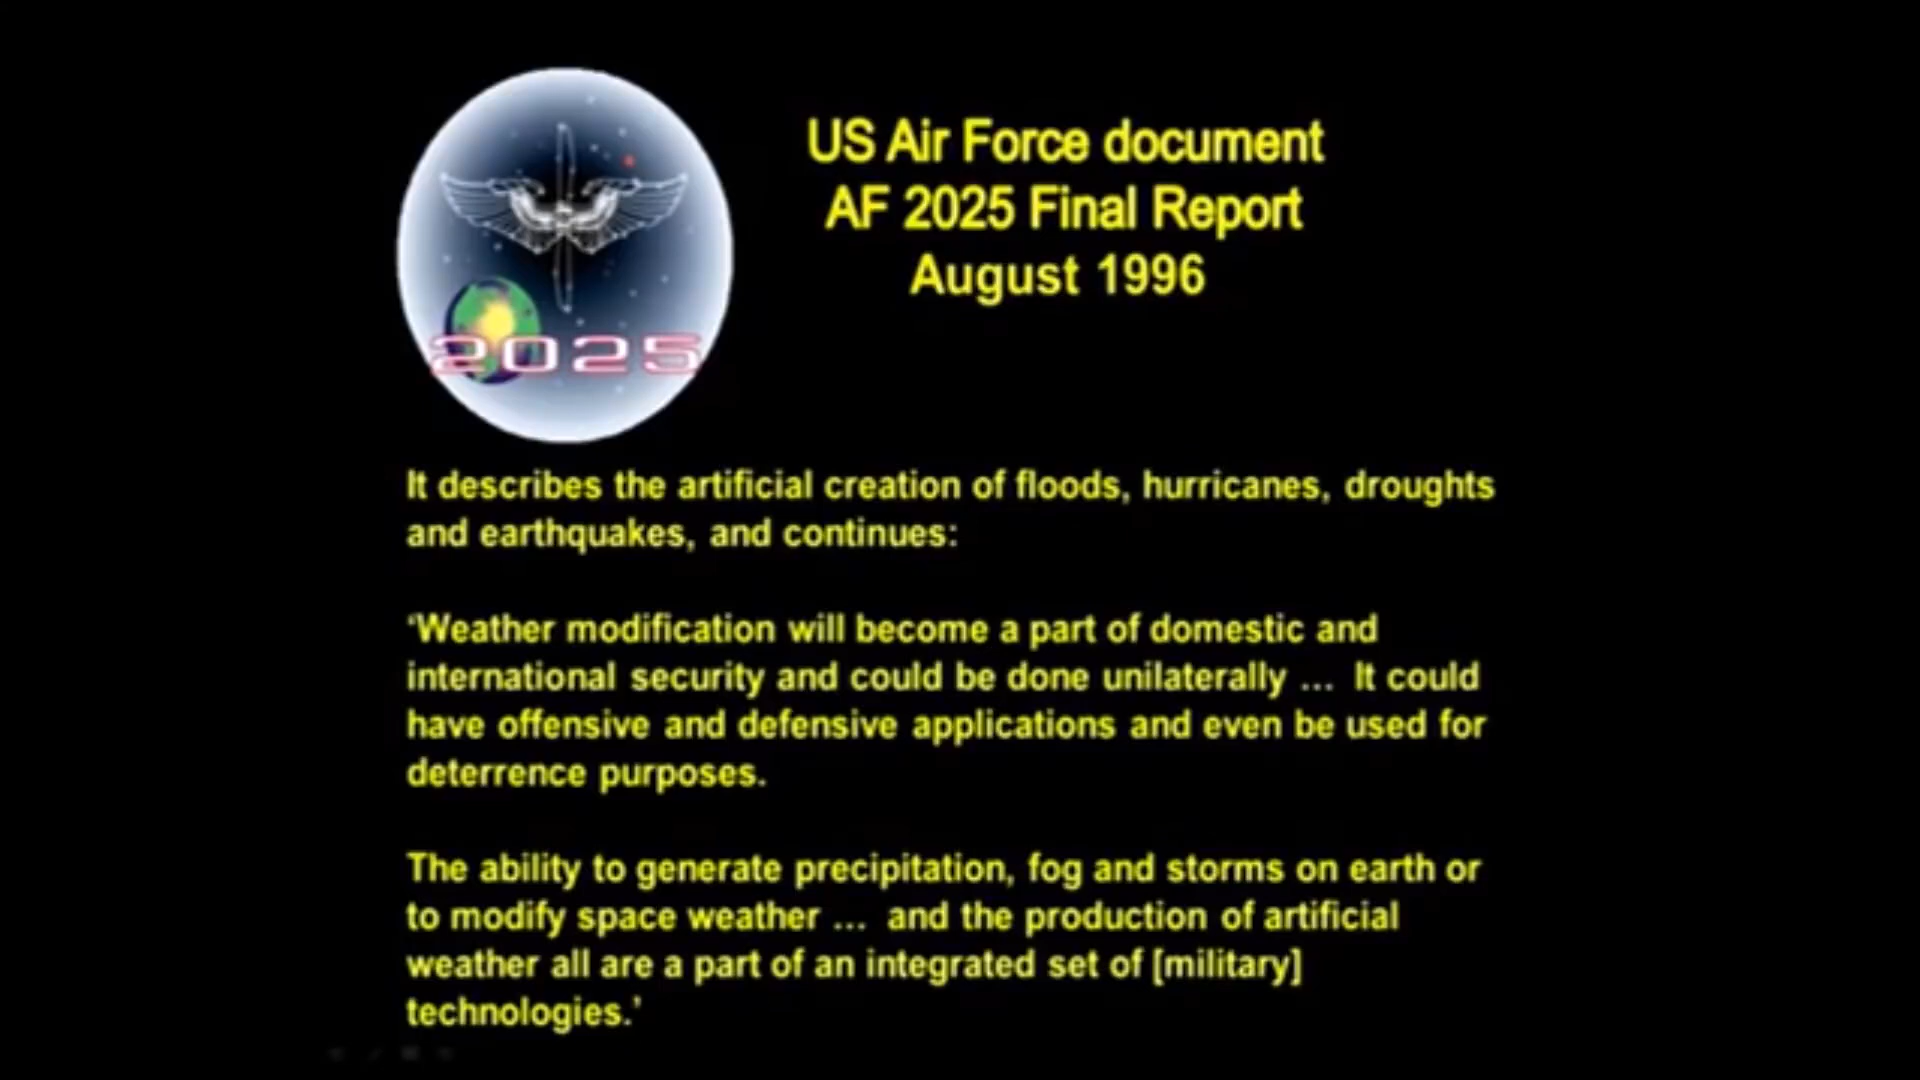 2025
US Air Force document
AF 2025 Final Report
August 1996
It describes the artificial creation of floods, hurricanes, droughts
and earthquakes, and continues:
‘Weather modification will become a part of domestic and
international security and could be done unilaterally ... It could
have offensive and defensive applications and even be used for
deterrence purposes.
The ability to generate precipitation, fog and storms on earth or
to modify space weather ... and the production of artificial
weather all are a part of an integrated set of [military]
technologies.’